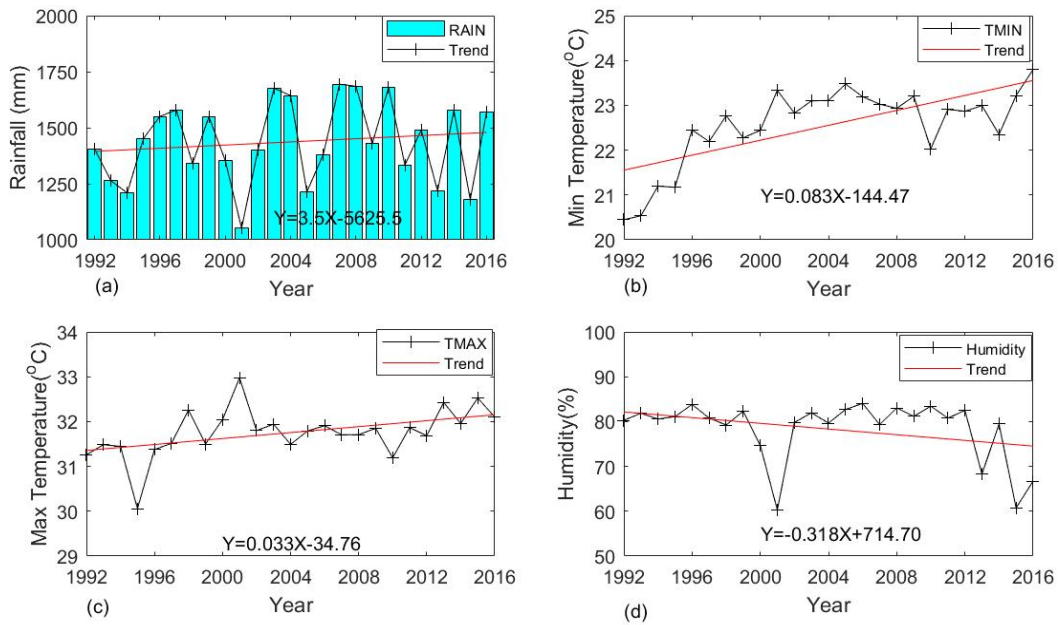 2000
RAIN
Trend
1750
1500
1250
1000
Rainfall (mm)
Y=3.5X-5625.5
1992 1996 2000 2004 2008 2012 2016
(a) Year
25
TMIN
Trend
24
23
22
21
20
Min Temperature(°C)
Y=0.083X-144.47
1992 1996 2000 2004 2008 2012 2016
(b) Year
34
TMAX
Trend
33
32
31
30
29
Max Temperature(°C)
Y=0.033X-34.76
1992 1996 2000 2004 2008 2012 2016
(c) Year
100
Humidity
Trend
90
80
70
60
50
Humidity(%)
Y=-0.318X+714.70
1992 1996 2000 2004 2008 2012 2016
(d) Year